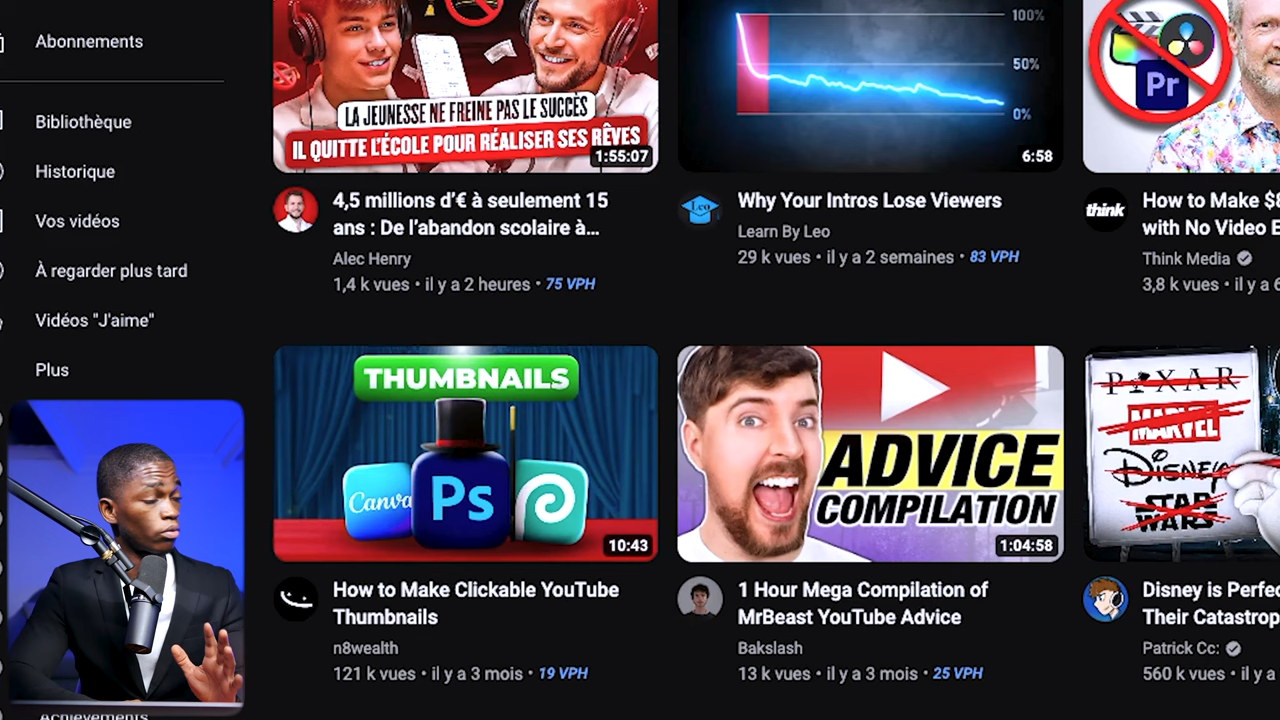 Abonnements
Bibliothèque
Historique
Vos vidéos
À regarder plus tard
Vidéos "J'aime"
Plus
LA JEUNESSE NE FREINE PAS LE SUCCÈS
IL QUITTE L'ÉCOLE POUR RÉALISER SES RÊVES
1:55:07
4,5 millions d'€ à seulement 15
ans : De l'abandon scolaire à...
Alec Henry
1,4 k vues • il y a 2 heures • 75 VPH
100%
50%
0%
6:58
Leo
Why Your Intros Lose Viewers
Learn By Leo
29 k vues • il y a 2 semaines • 83 VPH
Pr
think
How to Make $8
with No Video E
Think Media
3,8 k vues • il y a 6
THUMBNAILS
Canva
Ps
10:43
How to Make Clickable YouTube
Thumbnails
n8wealth
121 k vues • il y a 3 mois • 19 VPH
ADVICE
COMPILATION
1:04:58
1 Hour Mega Compilation of
MrBeast YouTube Advice
Bakslash
13 k vues • il y a 3 mois • 25 VPH
PIXAR
MARVEL
Disney
STAR
WARS
Disney is Perfec
Their Catastrop
Patrick Cc:
560 k vues • il y a
Achievements